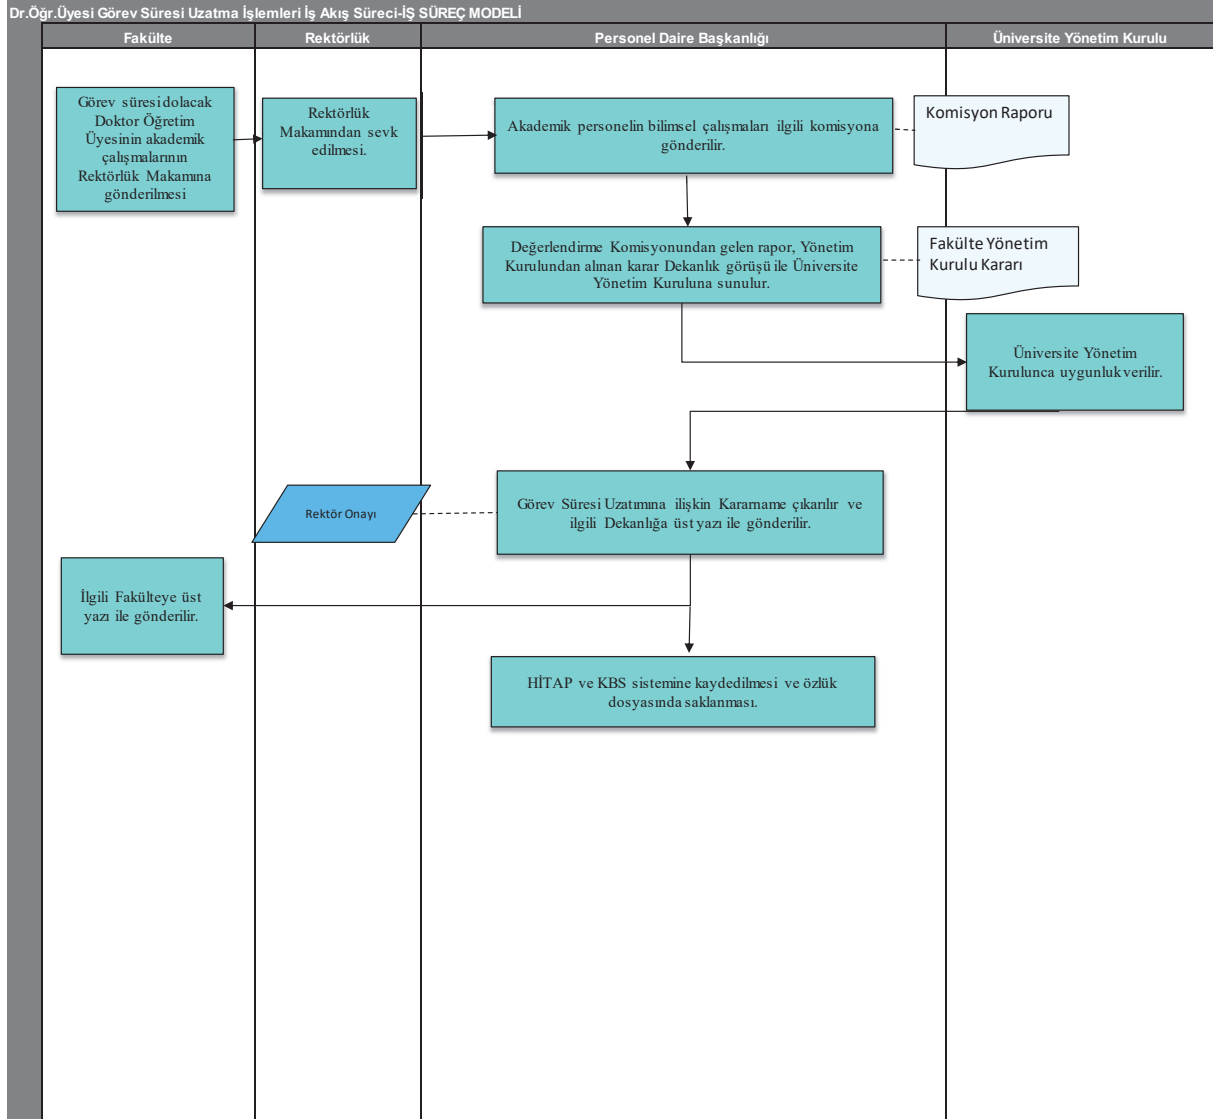 Dr.Öğr.Üyesi Görev Süresi Uzatma İşlemleri İş Akış Süreci-İŞ SÜREÇ MODELİ
Fakülte
Rektörlük
Personel Daire Başkanlığı
Üniversite Yönetim Kurulu
Görev süresi dolacak
Doktor Öğretim
Üyesinin akademik
çalışmalarının
Rektörlük Makamına
gönderilmesi
Rektörlük
Makamından sevk
edilmesi.
Akademik personelin bilimsel çalışmaları ilgili komisyona
gönderilir.
Komisyon Raporu
Değerlendirme Komisyonundan gelen rapor, Yönetim
Kurulundan alınan karar Dekanlık görüşü ile Üniversite
Yönetim Kuruluna sunulur.
Fakülte Yönetim
Kurulu Kararı
Üniversite Yönetim
Kurulunca uygunluk verilir.
Rektör Onayı
Görev Süresi Uzatımına ilişkin Kararname çıkarılır ve
ilgili Dekanlığa üst yazı ile gönderilir.
İlgili Fakülteye üst
yazı ile gönderilir.
HİTAP ve KBS sistemine kaydedilmesi ve özlük
dosyasında saklanması.